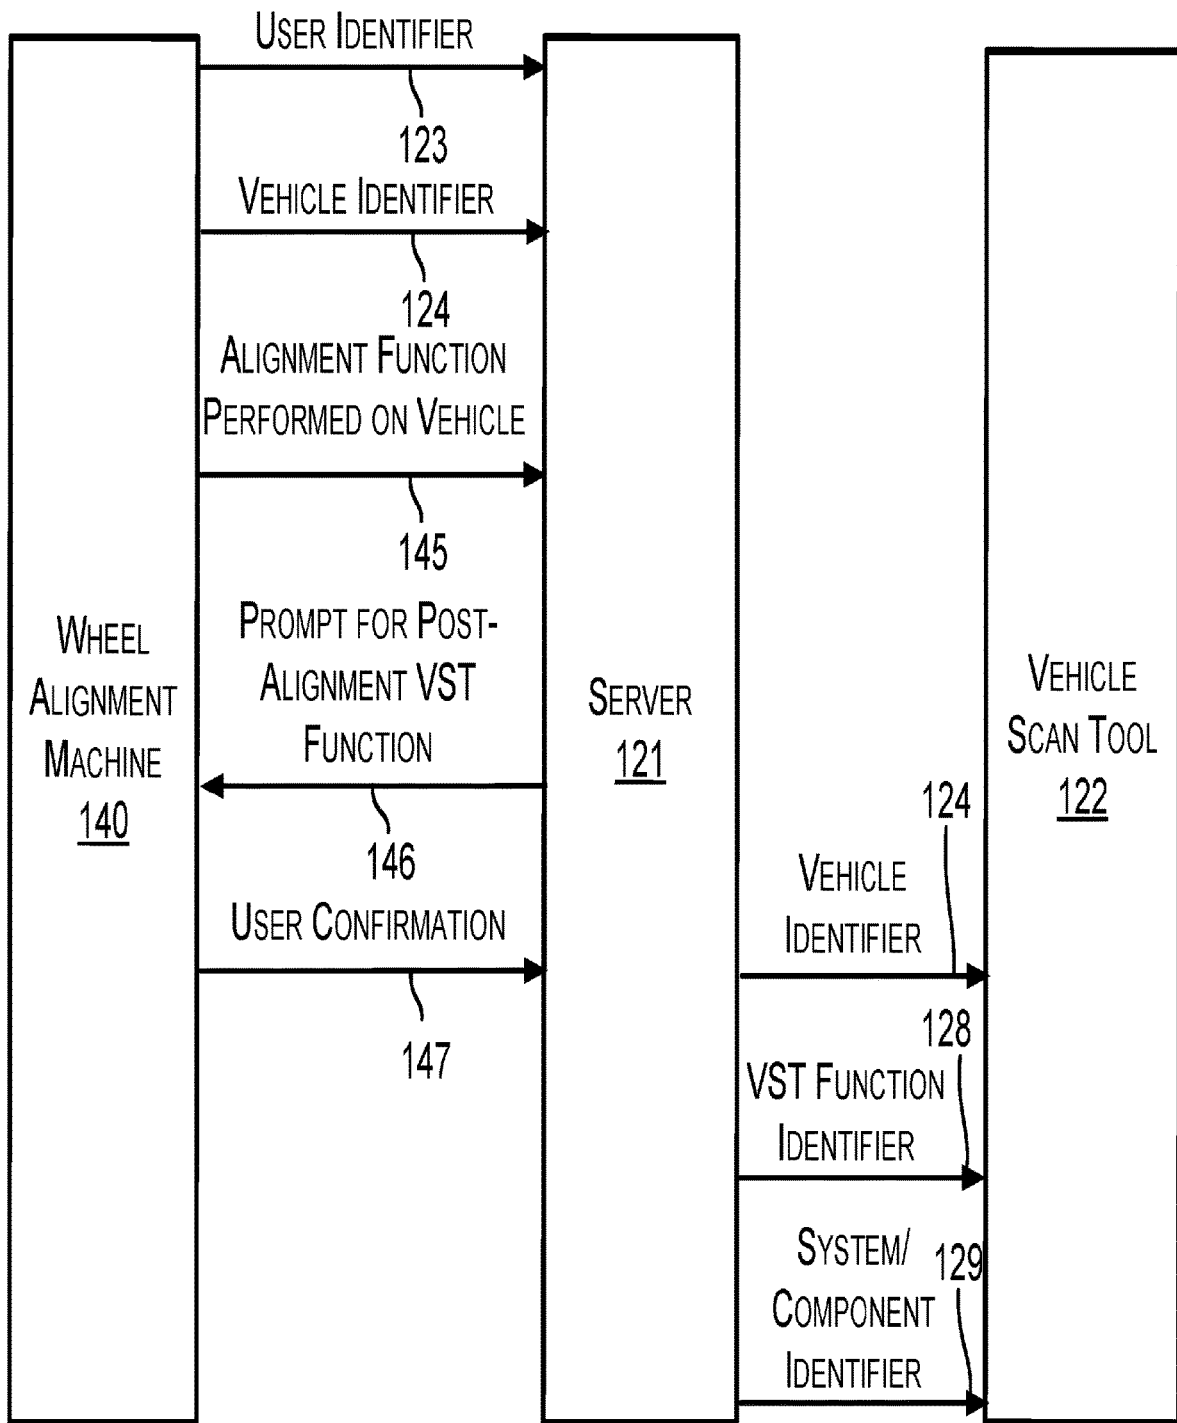 USER IDENTIFIER
123
VEHICLE IDENTIFIER
124
ALIGNMENT FUNCTION
PERFORMED ON VEHICLE
145
PROMPT FOR POST-
ALIGNMENT VST
FUNCTION
146
USER CONFIRMATION
147
WHEEL
ALIGNMENT
MACHINE
140
SERVER
121
124
VEHICLE
IDENTIFIER
128
VST FUNCTION
IDENTIFIER
SYSTEM/
129
COMPONENT
IDENTIFIER
VEHICLE
SCAN TOOL
122